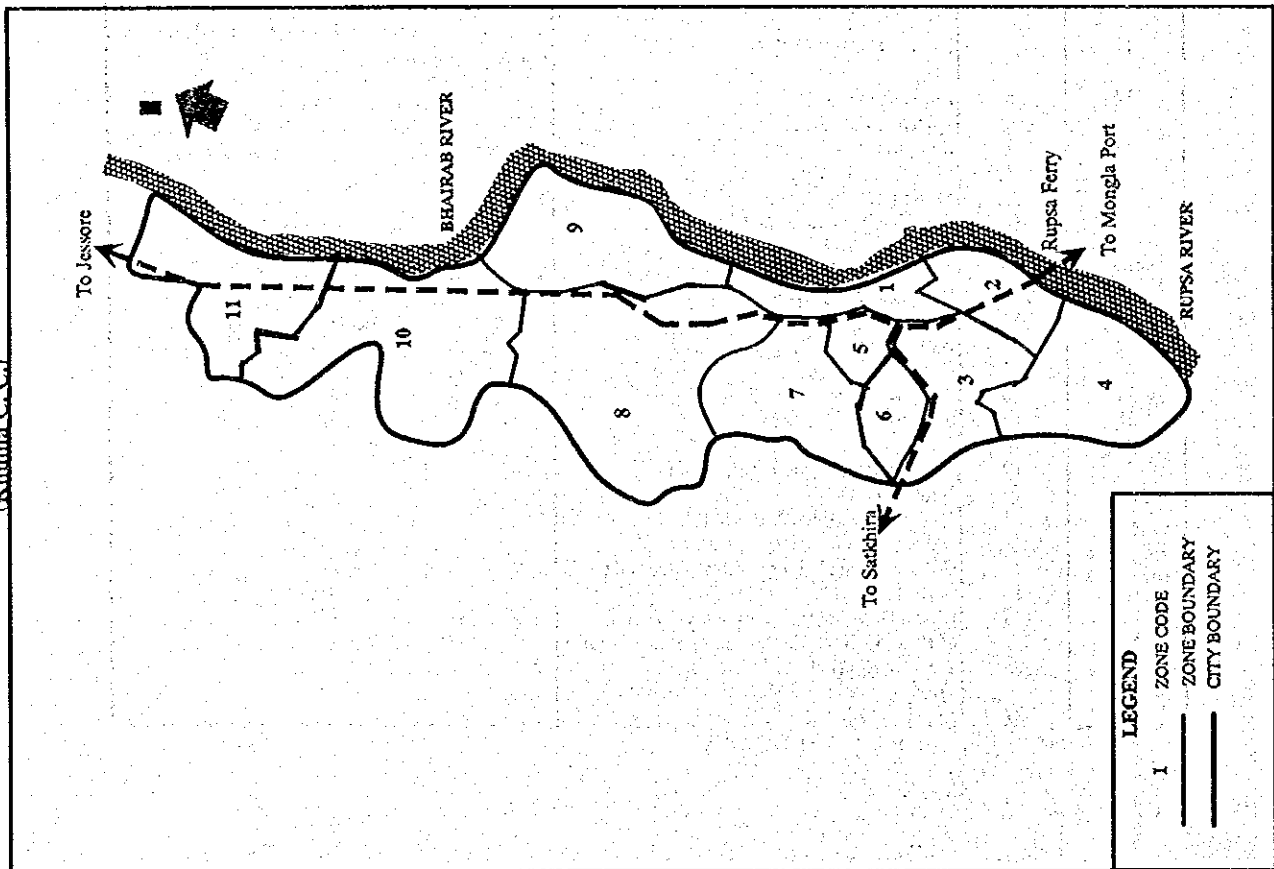 To Jessore
BHAIRAB RIVER
11
10
9
8
7
5
6
1
2
3
4
Rupsa Ferry
To Mongla Port
RUPSA RIVER
To Satkhira
LEGEND
1 ZONE CODE
ZONE BOUNDARY
CITY BOUNDARY